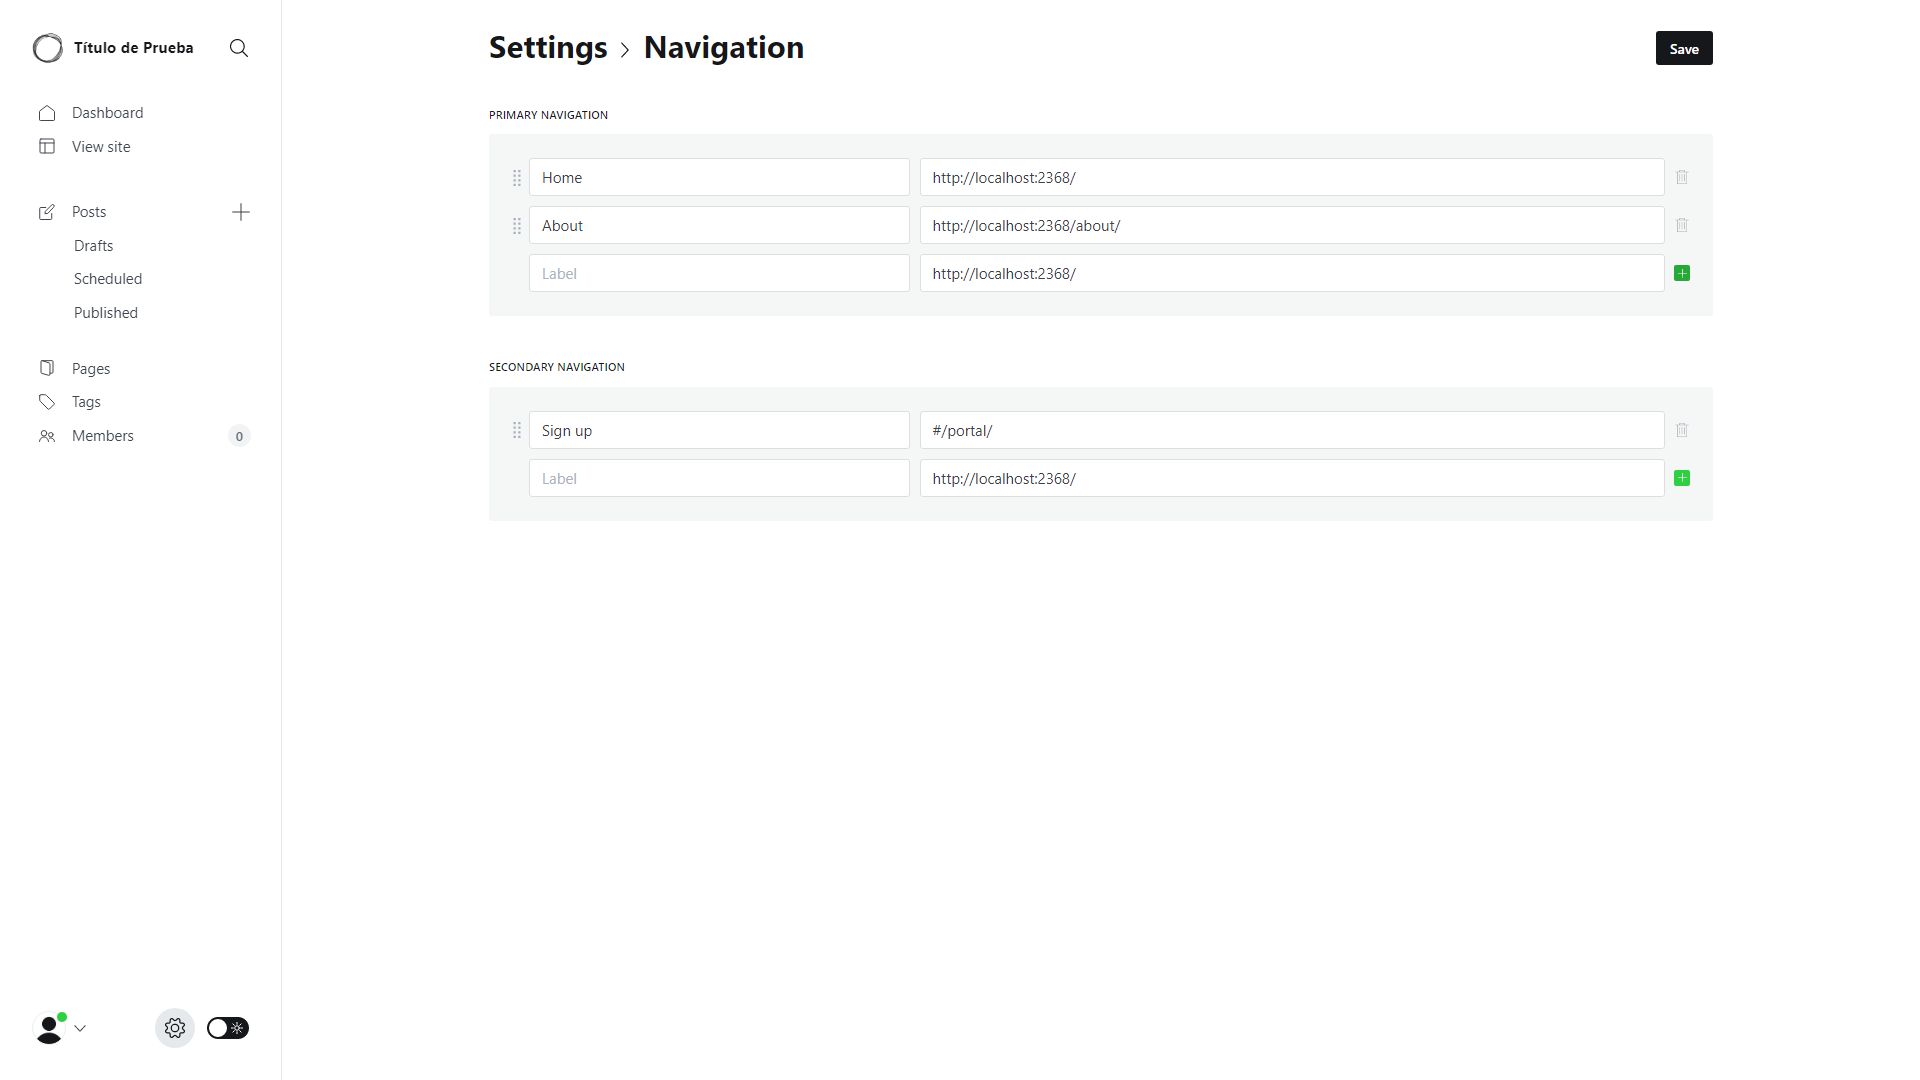 Título de Prueba
Dashboard
View site
Posts
Drafts
Scheduled
Published
Pages
Tags
Members
0
Settings
Navigation
Save
PRIMARY NAVIGATION
Home
http://localhost:2368/
About
http://localhost:2368/about/
Label
http://localhost:2368/
SECONDARY NAVIGATION
Sign up
#/portal/
Label
http://localhost:2368/